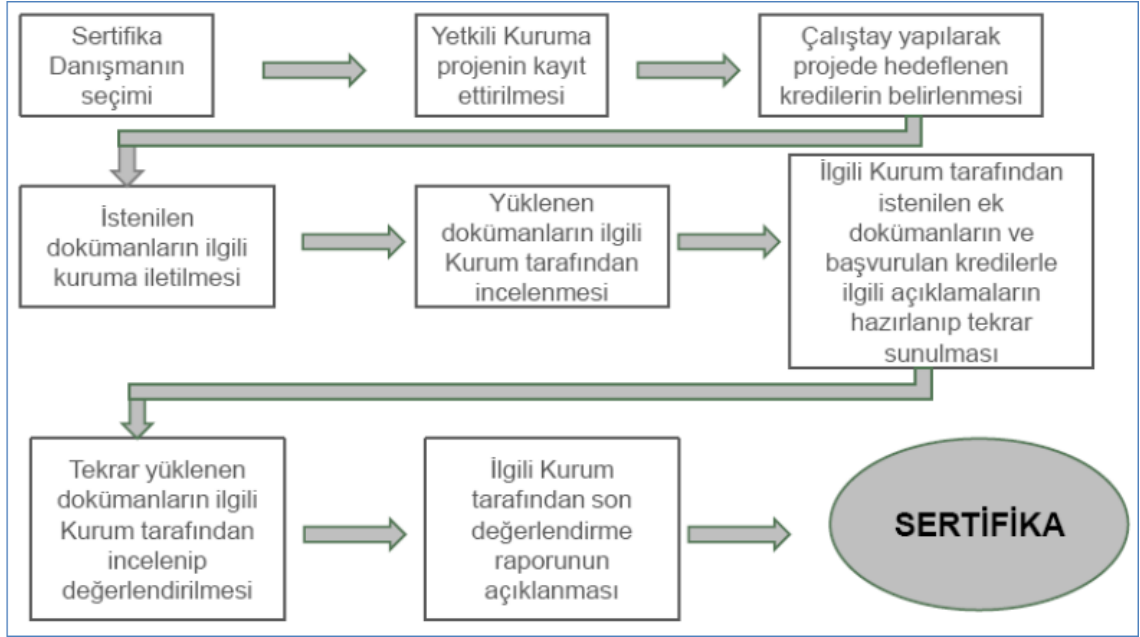 Sertifika
Danışmanın
seçimi
Yetkili Kuruma
projenin kayıt
ettirilmesi
Çalıştay yapılarak
projede hedeflenen
kredilerin belirlenmesi
İstenilen
dokümanların ilgili
kuruma iletilmesi
Yüklenen
dokümanların ilgili
Kurum tarafından
incelenmesi
İlgili Kurum tarafından
istenilen ek
dokümanların ve
başvurulan kredilerle
ilgili açıklamaların
hazırlanıp tekrar
sunulması
Tekrar yüklenen
dokümanların ilgili
Kurum tarafından
incelenip
değerlendirilmesi
İlgili Kurum
tarafından son
değerlendirme
raporunun
açıklanması
SERTİFİKA